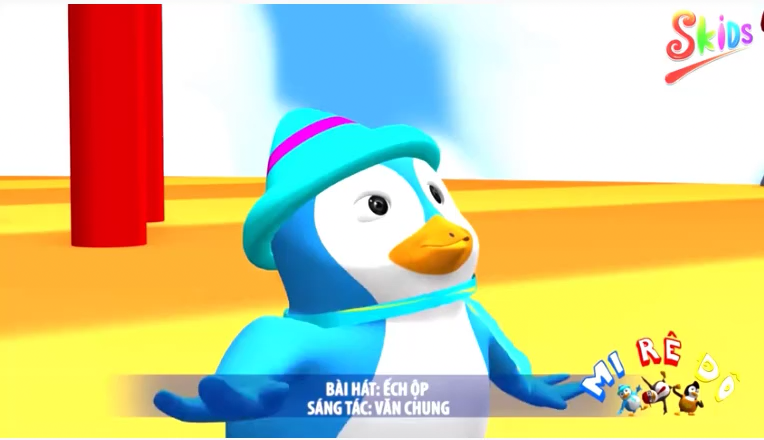 SKiDS
BÀI HÁT: ẾCH ỘP
SÁNG TÁC: VĂN CHUNG
MI RÊ ĐÔ